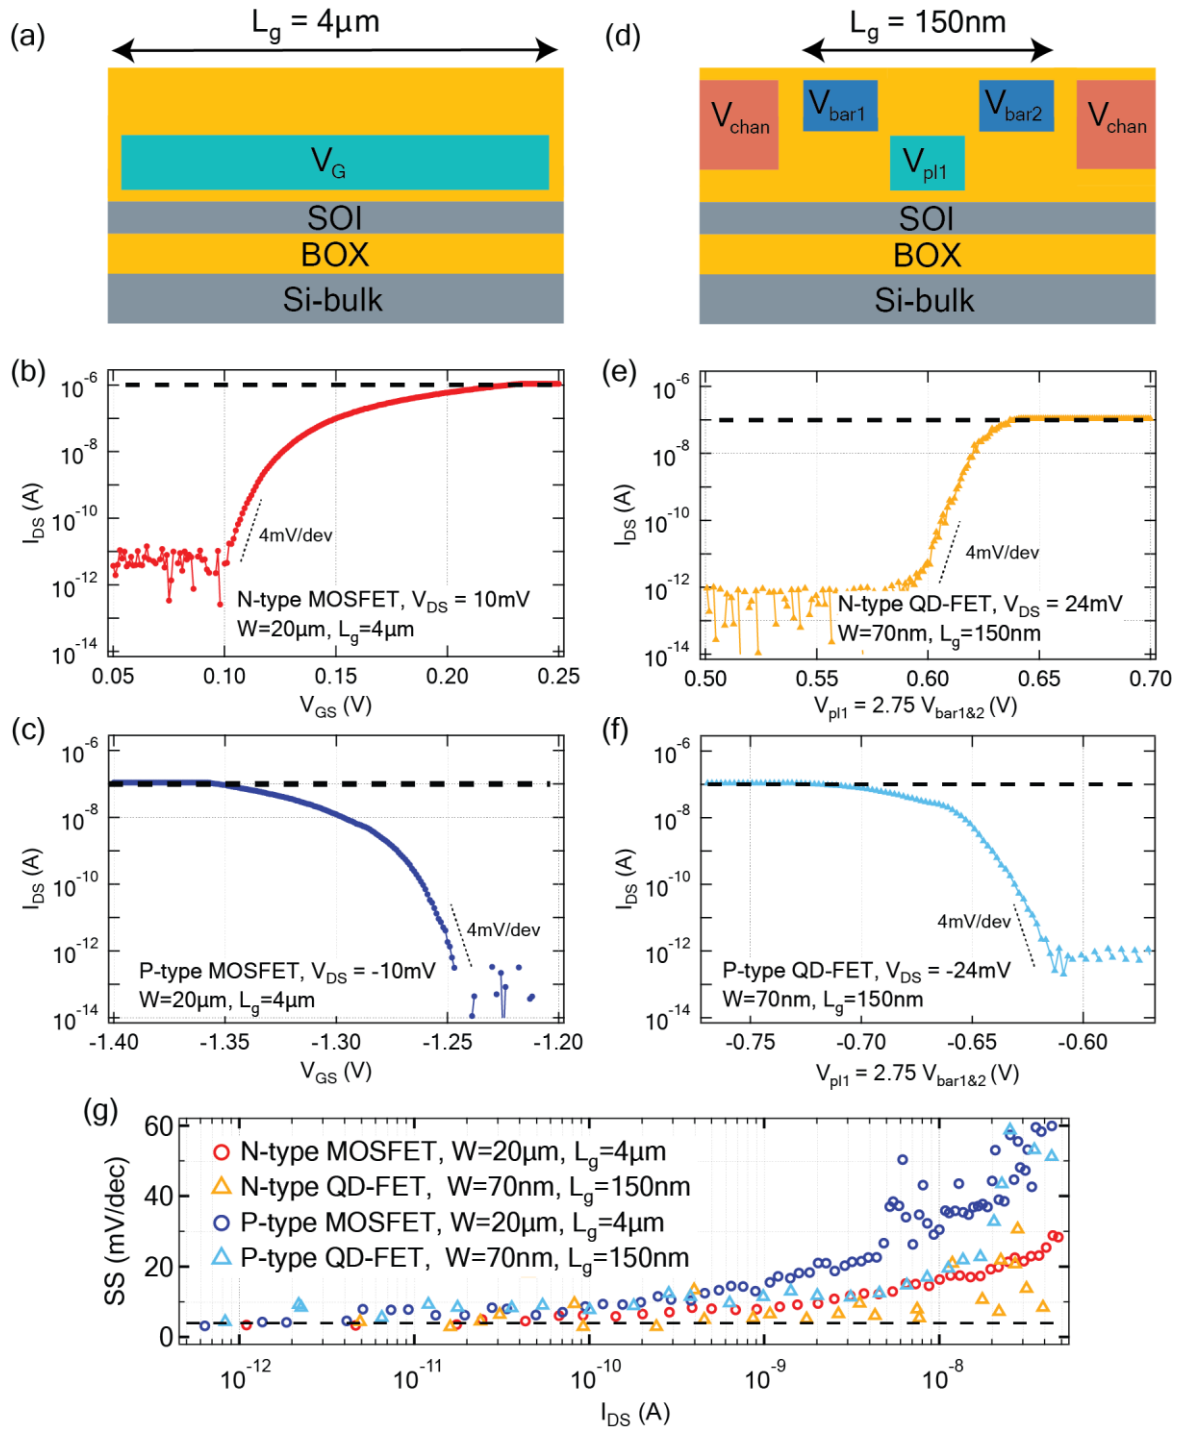 (a)
L_g = 4µm
V_G
SOI
BOX
Si-bulk
(d)
L_g = 150nm
V_chan
V_bar1
V_bar2
V_chan
V_pl1
SOI
BOX
Si-bulk
(b)
I_DS (A)
10^-6
10^-8
10^-10
10^-12
10^-14
4mV/dev
N-type MOSFET, V_DS = 10mV
W=20µm, L_g=4µm
0.05 0.10 0.15 0.20 0.25
V_GS (V)
(e)
I_DS (A)
10^-6
10^-8
10^-10
10^-12
10^-14
4mV/dev
N-type QD-FET, V_DS = 24mV
W=70nm, L_g=150nm
0.50 0.55 0.60 0.65 0.70
V_pl1 = 2.75 V_bar1&2 (V)
(c)
I_DS (A)
10^-6
10^-8
10^-10
10^-12
10^-14
4mV/dev
P-type MOSFET, V_DS = -10mV
W=20µm, L_g=4µm
-1.40 -1.35 -1.30 -1.25 -1.20
V_GS (V)
(f)
I_DS (A)
10^-6
10^-8
10^-10
10^-12
10^-14
4mV/dev
P-type QD-FET, V_DS = -24mV
W=70nm, L_g=150nm
-0.75 -0.70 -0.65 -0.60
V_pl1 = 2.75 V_bar1&2 (V)
(g)
SS (mV/dec)
60
40
20
0
N-type MOSFET, W=20µm, L_g=4µm
N-type QD-FET, W=70nm, L_g=150nm
P-type MOSFET, W=20µm, L_g=4µm
P-type QD-FET, W=70nm, L_g=150nm
10^-12 10^-11 10^-10 10^-9 10^-8
I_DS (A)